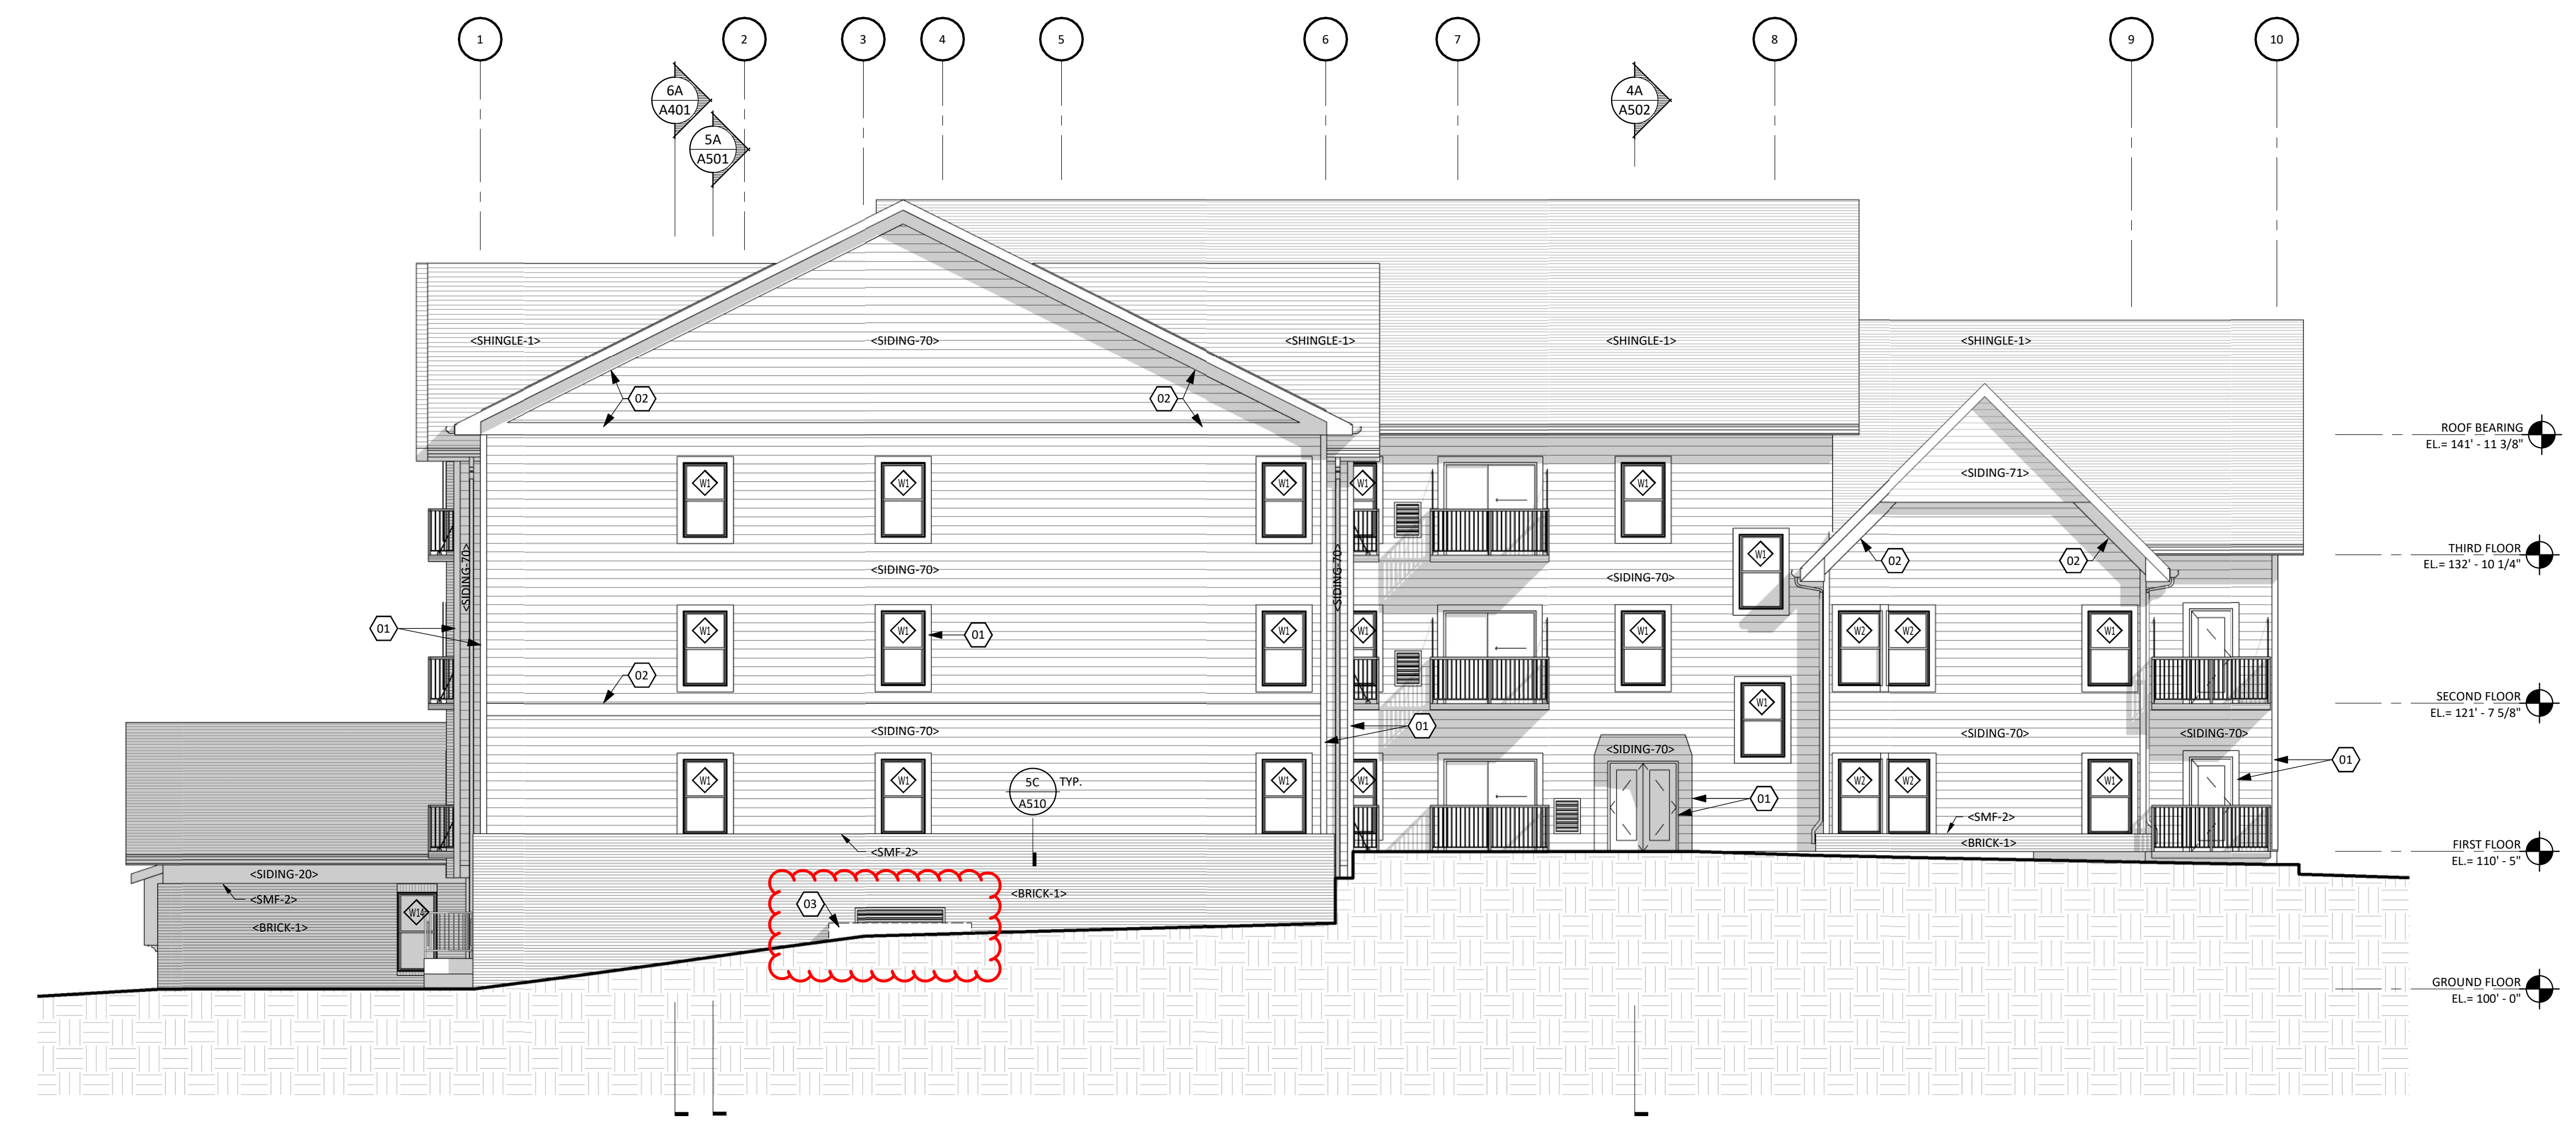 1
2
3
4
5
6
7
8
9
10
6A
A401
5A
A501
4A
A502
<SHINGLE-1>
<SIDING-70>
<SHINGLE-1>
<SHINGLE-1>
<SHINGLE-1>
02
02
ROOF BEARING
EL.= 141' - 11 3/8"
<SIDING-71>
W1
W1
W1
W1
W1
W1
02
02
THIRD FLOOR
EL.= 132' - 10 1/4"
<SIDING-70>
<SIDING-70>
<SIDING-70>
<SIDING-70>
01
W1
W1
01
W1
W1
W1
W2
W2
W1
02
SECOND FLOOR
EL.= 121' - 7 5/8"
W1
<SIDING-70>
01
<SIDING-70>
<SIDING-70>
<SIDING-70>
01
W1
W1
5C
A510
TYP.
W1
W1
01
W2
W2
W1
<SMF-2>
<SMF-2>
<BRICK-1>
FIRST FLOOR
EL.= 110' - 5"
<SIDING-20>
<SMF-2>
<BRICK-1>
W14
03
<BRICK-1>
GROUND FLOOR
EL.= 100' - 0"